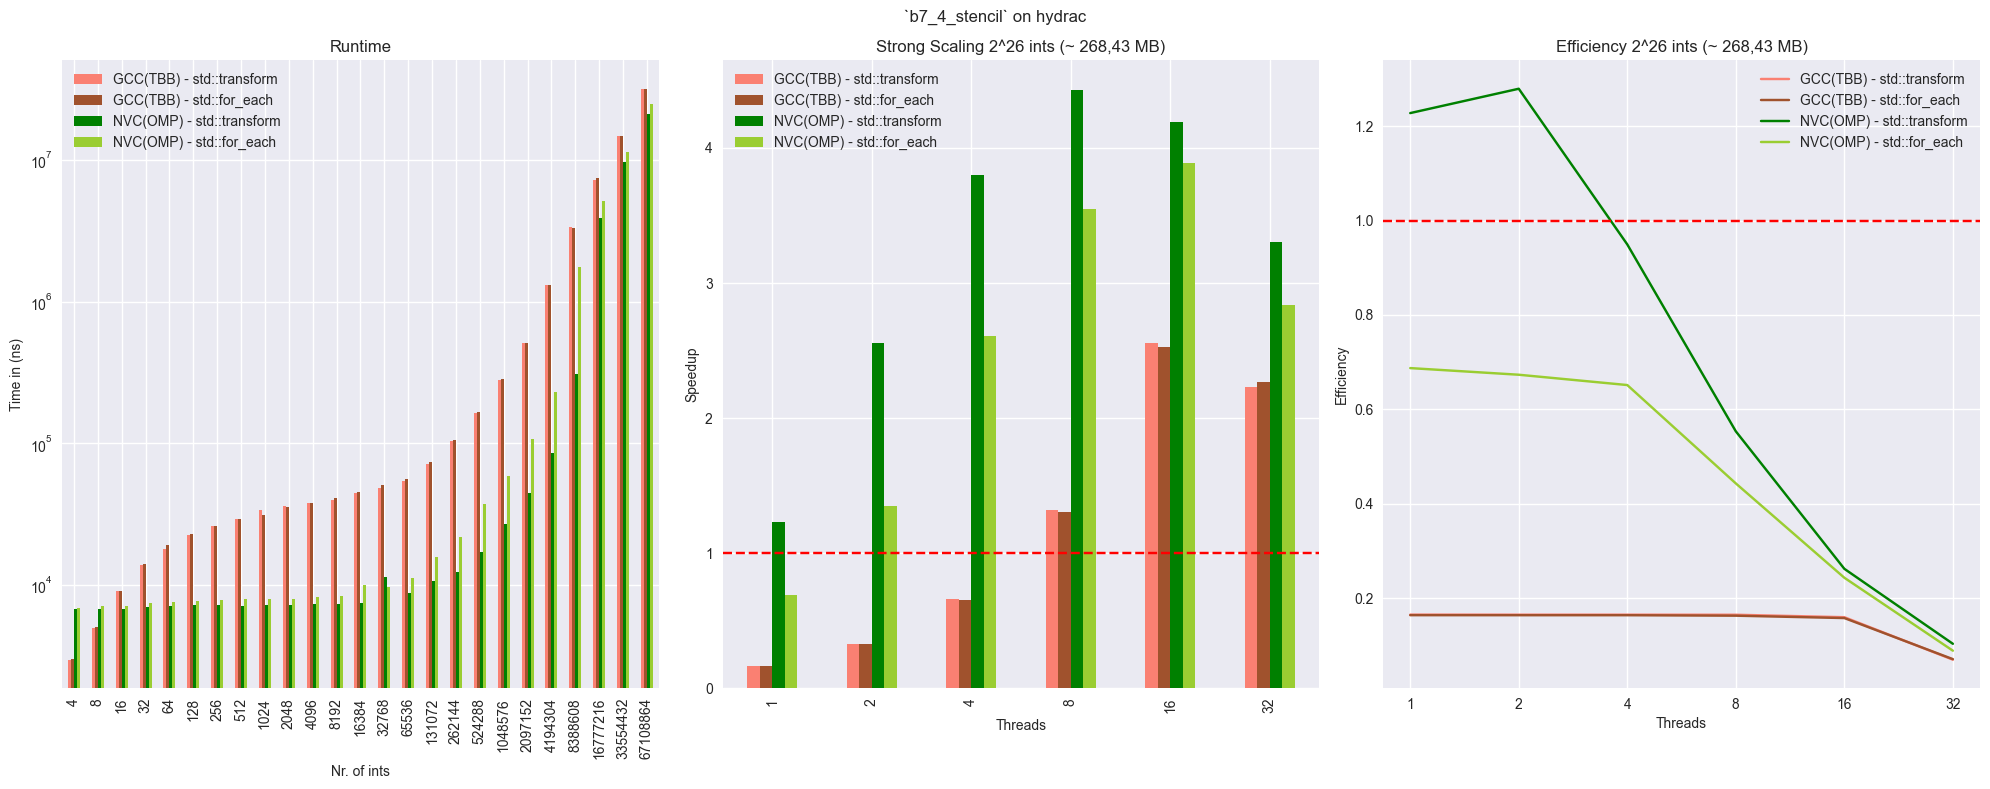 `b7_4_stencil` on hydrac
Runtime
GCC(TBB) - std::transform
GCC(TBB) - std::for_each
NVC(OMP) - std::transform
NVC(OMP) - std::for_each
Time in (ns)
10^7
10^6
10^5
10^4
4
8
16
32
64
128
256
512
1024
2048
4096
8192
16384
32768
65536
131072
262144
524288
1048576
2097152
4194304
8388608
16777216
33554432
67108864
Nr. of ints
Strong Scaling 2^26 ints (~ 268,43 MB)
GCC(TBB) - std::transform
GCC(TBB) - std::for_each
NVC(OMP) - std::transform
NVC(OMP) - std::for_each
Speedup
4
3
2
1
0
1
2
4
8
16
32
Threads
Efficiency 2^26 ints (~ 268,43 MB)
GCC(TBB) - std::transform
GCC(TBB) - std::for_each
NVC(OMP) - std::transform
NVC(OMP) - std::for_each
Efficiency
1.2
1.0
0.8
0.6
0.4
0.2
1
2
4
8
16
32
Threads